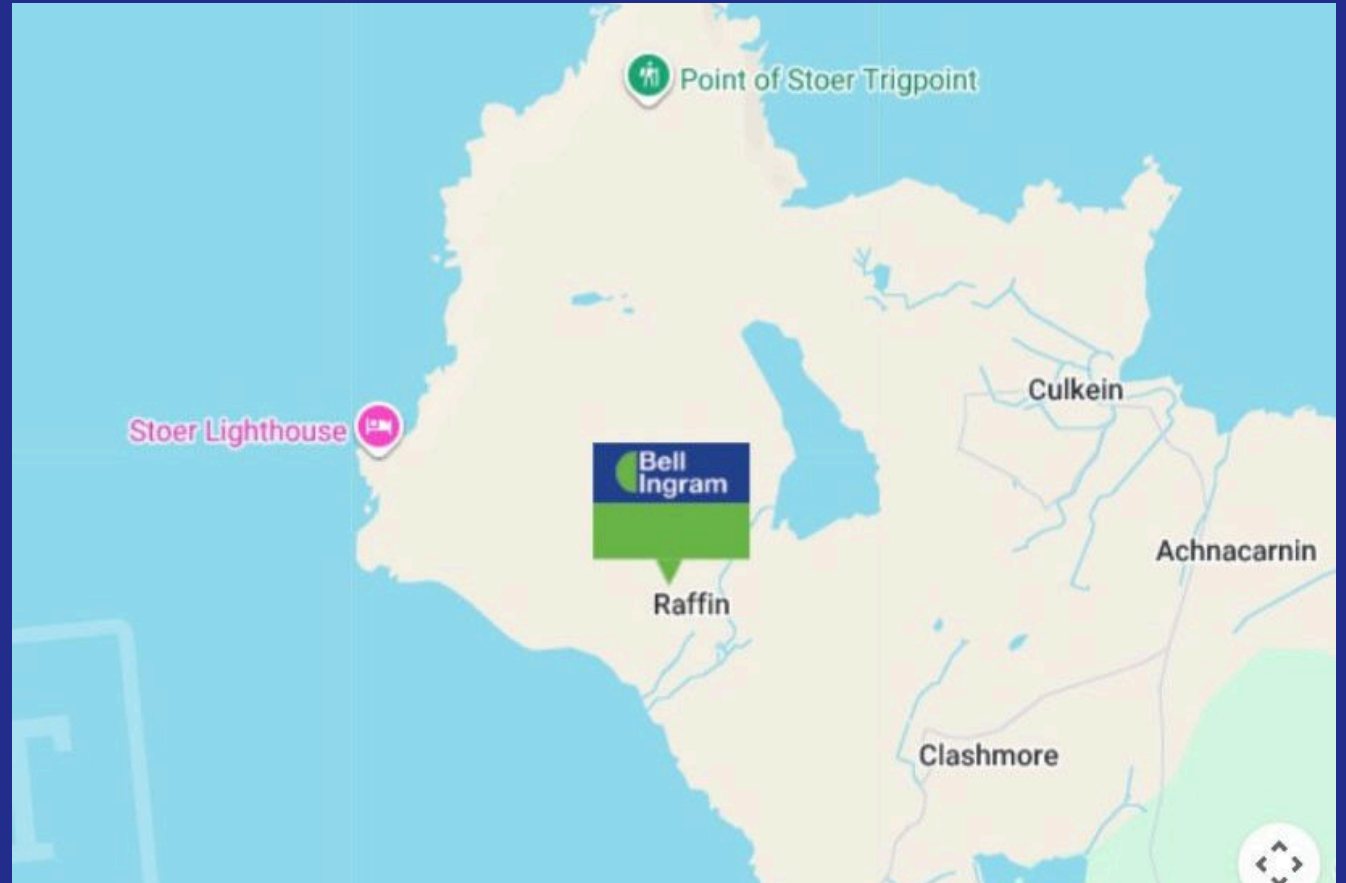 Point of Stoer Trigpoint
Culkein
Stoer Lighthouse
Bell
Ingram
Achnacarnin
Raffin
Clashmore
T